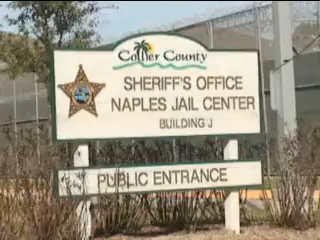 Collier County
SHERIFF'S OFFICE
NAPLES JAIL CENTER
BUILDING J
PUBLIC ENTRANCE